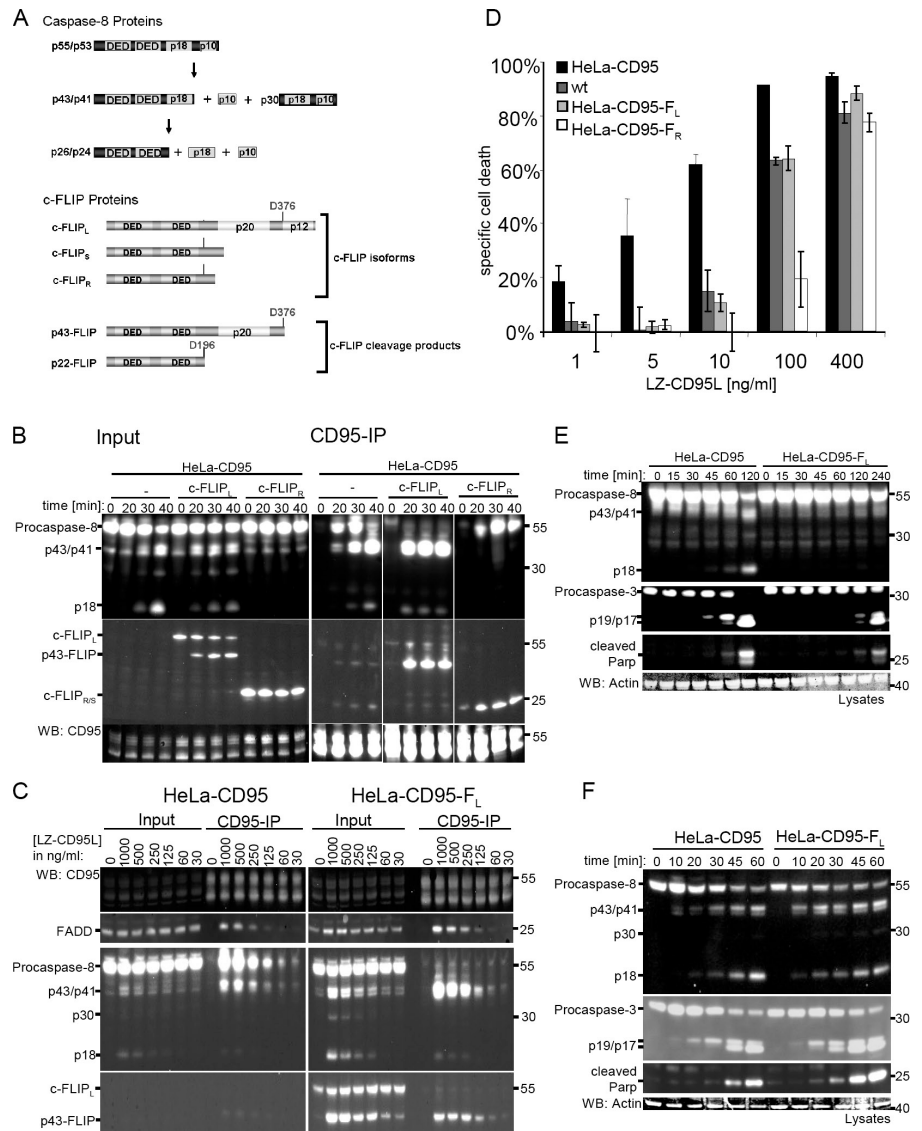 A
Caspase-8 Proteins
p55/p53 DED DED p18 p10
p43/p41 DED DED p18 + p10 + p30 p18 p10
p26/p24 DED DED + p18 + p10
c-FLIP Proteins
D376
c-FLIPL DED DED p20 p12
c-FLIPS DED DED
c-FLIPR DED DED
c-FLIP isoforms
D376
p43-FLIP DED DED p20
D196
p22-FLIP DED DED
c-FLIP cleavage products
D
specific cell death
100%
80%
60%
40%
20%
0%
HeLa-CD95
wt
HeLa-CD95-FL
HeLa-CD95-FR
1 5 10 100 400
LZ-CD95L [ng/ml]
B
Input CD95-IP
HeLa-CD95 HeLa-CD95
- c-FLIPL c-FLIPR - c-FLIPL c-FLIPR
time [min]: 0 20 30 40 0 20 30 40 0 20 30 40 0 20 30 40 0 20 30 40 0 20 30 40
Procaspase-8 55
p43/p41
30
p18
c-FLIPL 55
p43-FLIP
c-FLIPR/S 25
WB: CD95 55
C
HeLa-CD95 HeLa-CD95-FL
Input CD95-IP Input CD95-IP
[LZ-CD95L] in ng/ml: 0 1000 500 250 125 60 30 0 1000 500 250 125 60 30 0 1000 500 250 125 60 30 0 1000 500 250 125 60 30
WB: CD95 55
FADD 25
Procaspase-8 55
p43/p41
p30 30
p18
c-FLIPL 55
p43-FLIP
E
HeLa-CD95 HeLa-CD95-FL
time [min] 0 15 30 45 60 120 0 15 30 45 60 120 240
Procaspase-8 55
p43/p41
30
p18
Procaspase-3 30
p19/p17
cleaved Parp 25
WB: Actin 40
Lysates
F
HeLa-CD95 HeLa-CD95-FL
time [min] 0 10 20 30 45 60 0 10 20 30 45 60
Procaspase-8 55
p43/p41
p30 30
p18
Procaspase-3 30
p19/p17
cleaved Parp 25
WB: Actin 40
Lysates